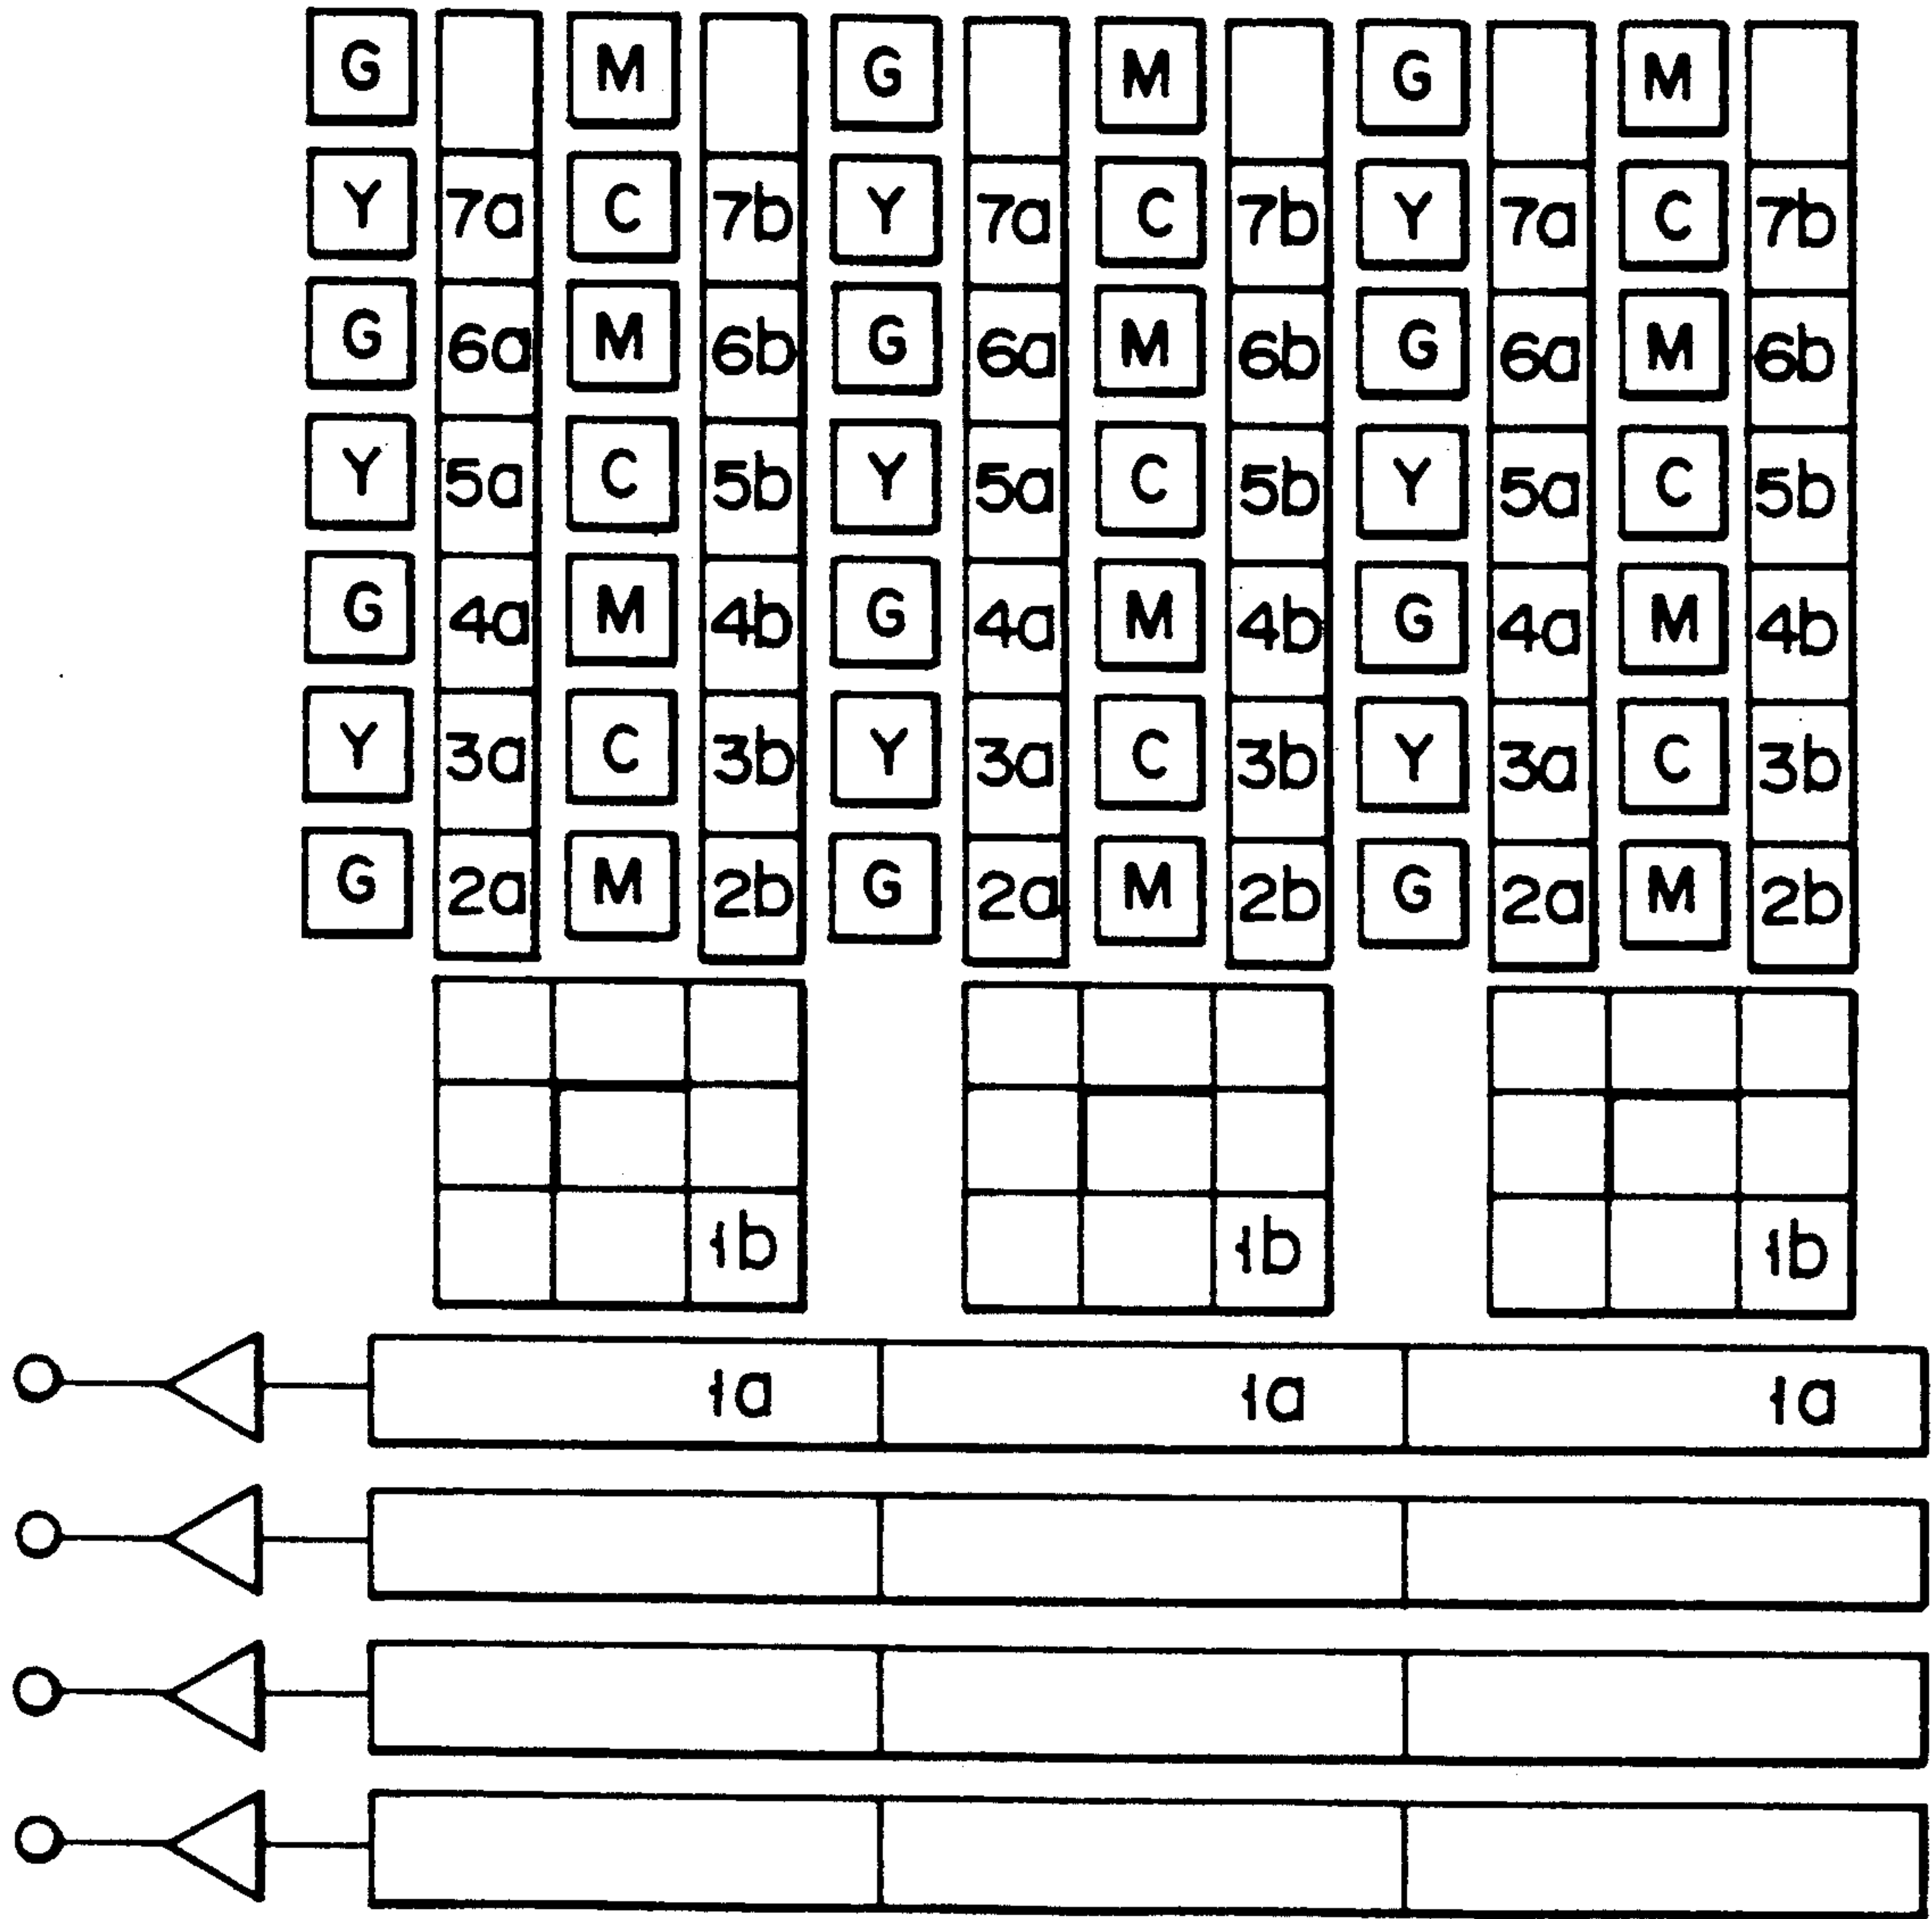 G M G M G M
Y 7a C 7b Y 7a C 7b Y 7a C 7b
G 6a M 6b G 6a M 6b G 6a M 6b
Y 5a C 5b Y 5a C 5b Y 5a C 5b
G 4a M 4b G 4a M 4b G 4a M 4b
Y 3a C 3b Y 3a C 3b Y 3a C 3b
G 2a M 2b G 2a M 2b G 2a M 2b
1b 1b 1b
1a 1a 1a